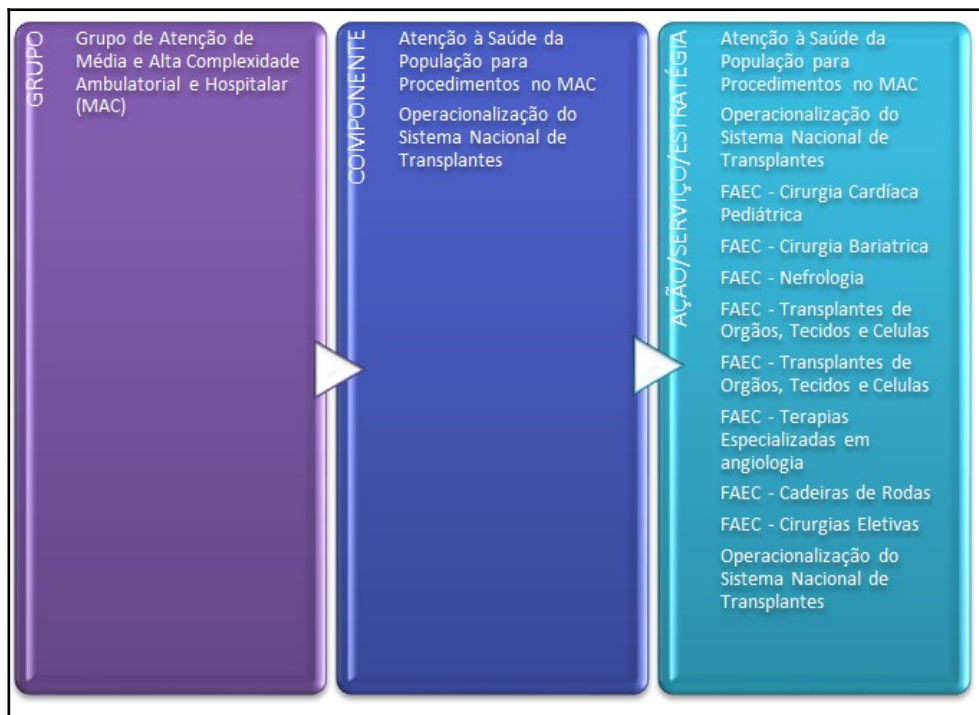 GRUPO
Grupo de Atenção de
Média e Alta Complexidade
Ambulatorial e Hospitalar
(MAC)
COMPONENTE
Atenção à Saúde da
População para
Procedimentos no MAC
Operacionalização do
Sistema Nacional de
Transplantes
AÇÃO/SERVIÇO/ESTRATÉGIA
Atenção à Saúde da
População para
Procedimentos no MAC
Operacionalização do
Sistema Nacional de
Transplantes
FAEC - Cirurgia Cardíaca
Pediátrica
FAEC - Cirurgia Bariatrica
FAEC - Nefrologia
FAEC - Transplantes de
Orgãos, Tecidos e Celulas
FAEC - Transplantes de
Orgãos, Tecidos e Celulas
FAEC - Terapias
Especializadas em
angiologia
FAEC - Cadeiras de Rodas
FAEC - Cirurgias Eletivas
Operacionalização do
Sistema Nacional de
Transplantes